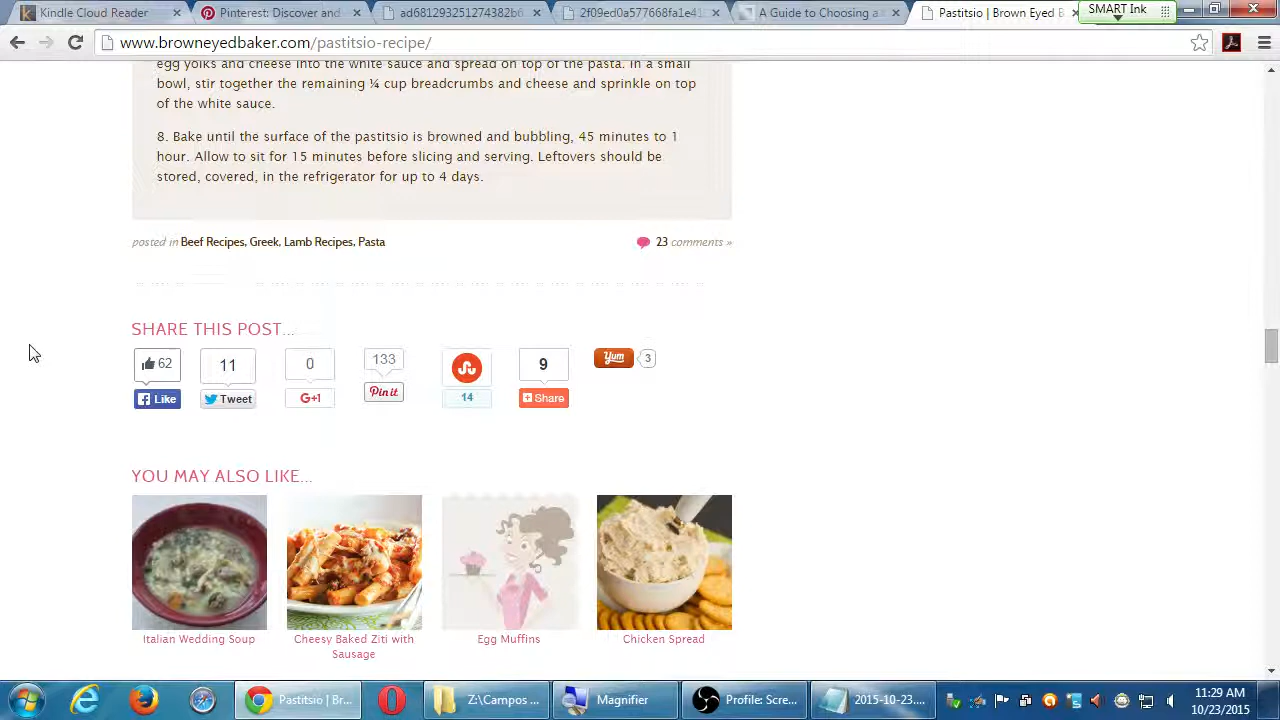 Kindle Cloud Reader
Pinterest: Discover and
ad681293251274382b6
2f09ed0a577668fa1e41
A Guide to Choosing a
Pastitsio | Brown Eyed B
SMART Ink
www.browneyedbaker.com/pastitsio-recipe/
egg yolks and cheese into the white sauce and spread on top of the pasta. In a small
bowl, stir together the remaining ¼ cup breadcrumbs and cheese and sprinkle on top
of the white sauce.
8. Bake until the surface of the pastitsio is browned and bubbling, 45 minutes to 1
hour. Allow to sit for 15 minutes before slicing and serving. Leftovers should be
stored, covered, in the refrigerator for up to 4 days.
posted in Beef Recipes, Greek, Lamb Recipes, Pasta
23 comments »
SHARE THIS POST...
62 11 0 133 9 3
Yum
Like Tweet G+1 Pin it 14 Share
YOU MAY ALSO LIKE...
Italian Wedding Soup
Cheesy Baked Ziti with
Sausage
Egg Muffins
Chicken Spread
Pastitsio | Br...
Z:\Campos ...
Magnifier
Profile: Scre...
2015-10-23....
11:29 AM
10/23/2015